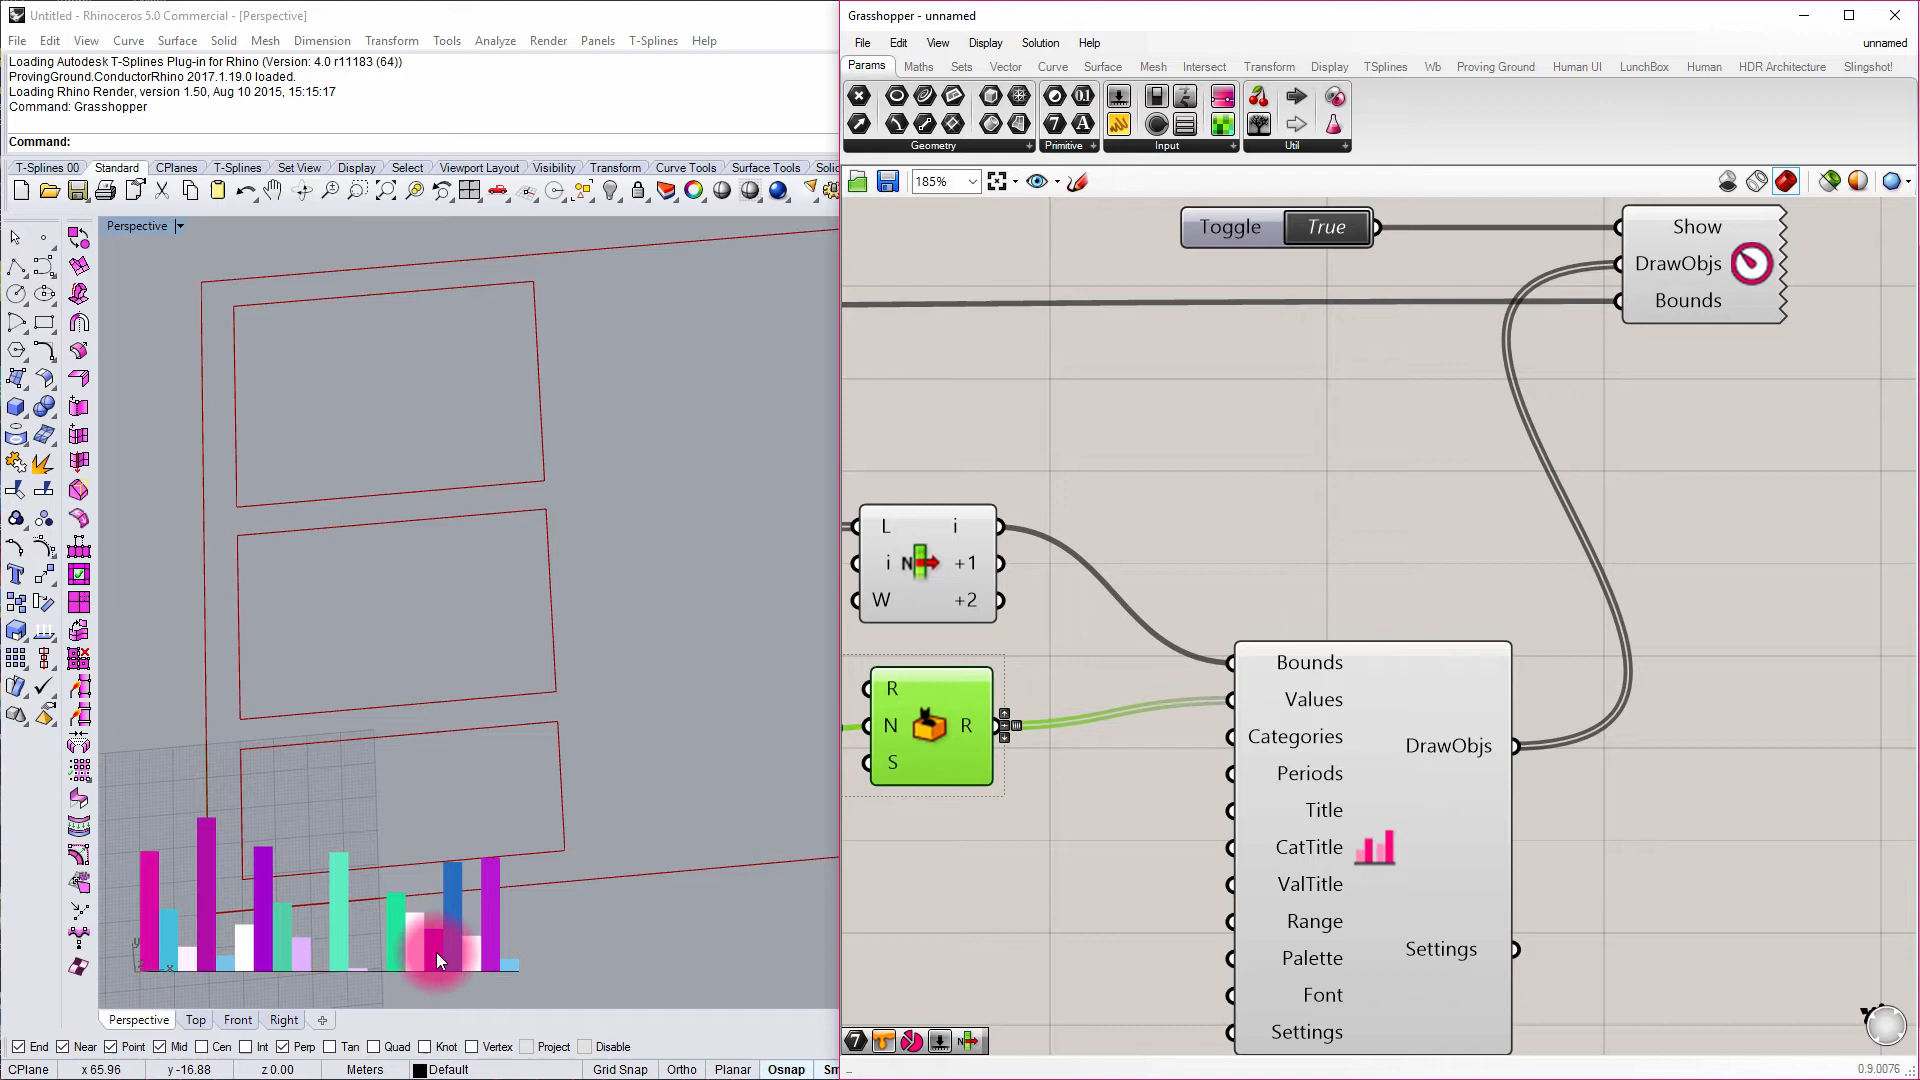 Untitled - Rhinoceros 5.0 Commercial - [Perspective]
File Edit View Curve Surface Solid Mesh Dimension Transform Tools Analyze Render Panels T-Splines Help
Loading Autodesk T-Splines Plug-in for Rhino (Version: 4.0 r11183 (64))
ProvingGround.ConductorRhino 2017.1.19.0 loaded.
Loading Rhino Render, version 1.50, Aug 10 2015, 15:15:17
Command: Grasshopper
Command:
T-Splines 00 Standard CPlanes T-Splines Set View Display Select Viewport Layout Visibility Transform Curve Tools Surface Tools Solid
Perspective
y
x
Perspective Top Front Right
End Near Point Mid Cen Int Perp Tan Quad Knot Vertex Project Disable
CPlane x 65.96 y -16.88 z 0.00 Meters Default Grid Snap Ortho Planar Osnap Sm
Grasshopper - unnamed
File Edit View Display Solution Help unnamed
Params Maths Sets Vector Curve Surface Mesh Intersect Transform Display TSplines Wb Proving Ground Human UI LunchBox Human HDR Architecture Slingshot!
Geometry Primitive Input Util
185%
Toggle True
Show
DrawObjs
Bounds
L i
i N +1
W +2
R
N R
S
Bounds
Values
Categories
Periods
Title
CatTitle
ValTitle
Range
Palette
Font
Settings
DrawObjs
Settings
0.9.0076